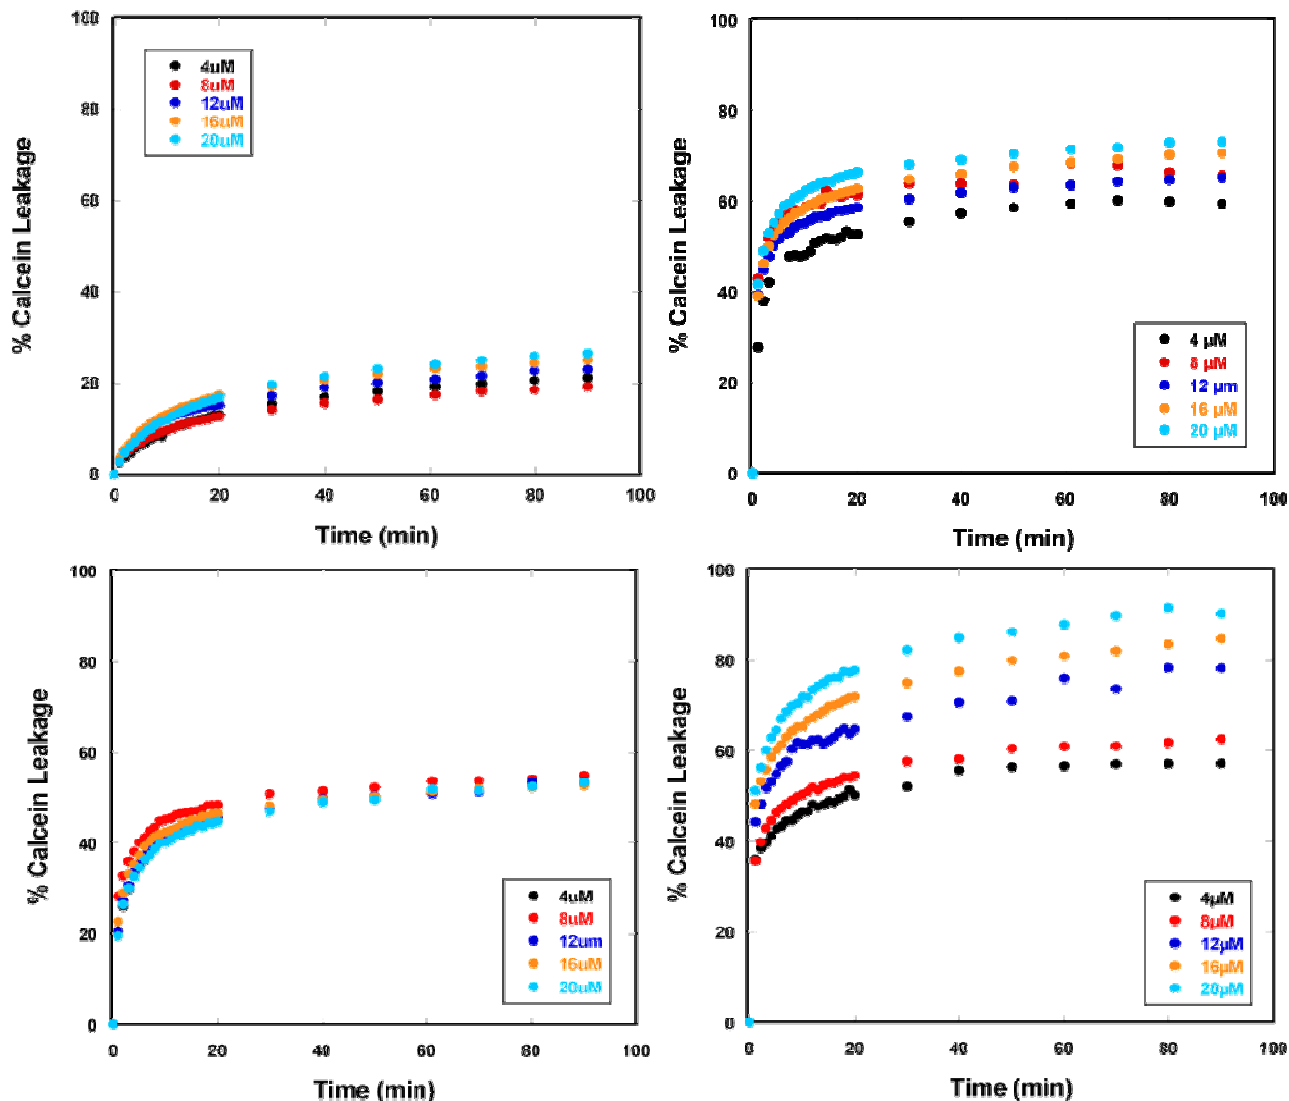 100
80
60
40
20
0
% Calcein Leakage
4uM
8uM
12uM
16uM
20uM
0 20 40 60 80 100
Time (min)
100
80
60
40
20
0
% Calcein Leakage
4 µM
8 µM
12 µm
16 µM
20 µM
0 20 40 60 80 100
Time (min)
100
80
60
40
20
0
% Calcein Leakage
4uM
8uM
12um
16uM
20uM
0 20 40 60 80 100
Time (min)
100
80
60
40
20
0
% Calcein Leakage
4µM
8µM
12µM
16µM
20µM
0 20 40 60 80 100
Time (min)